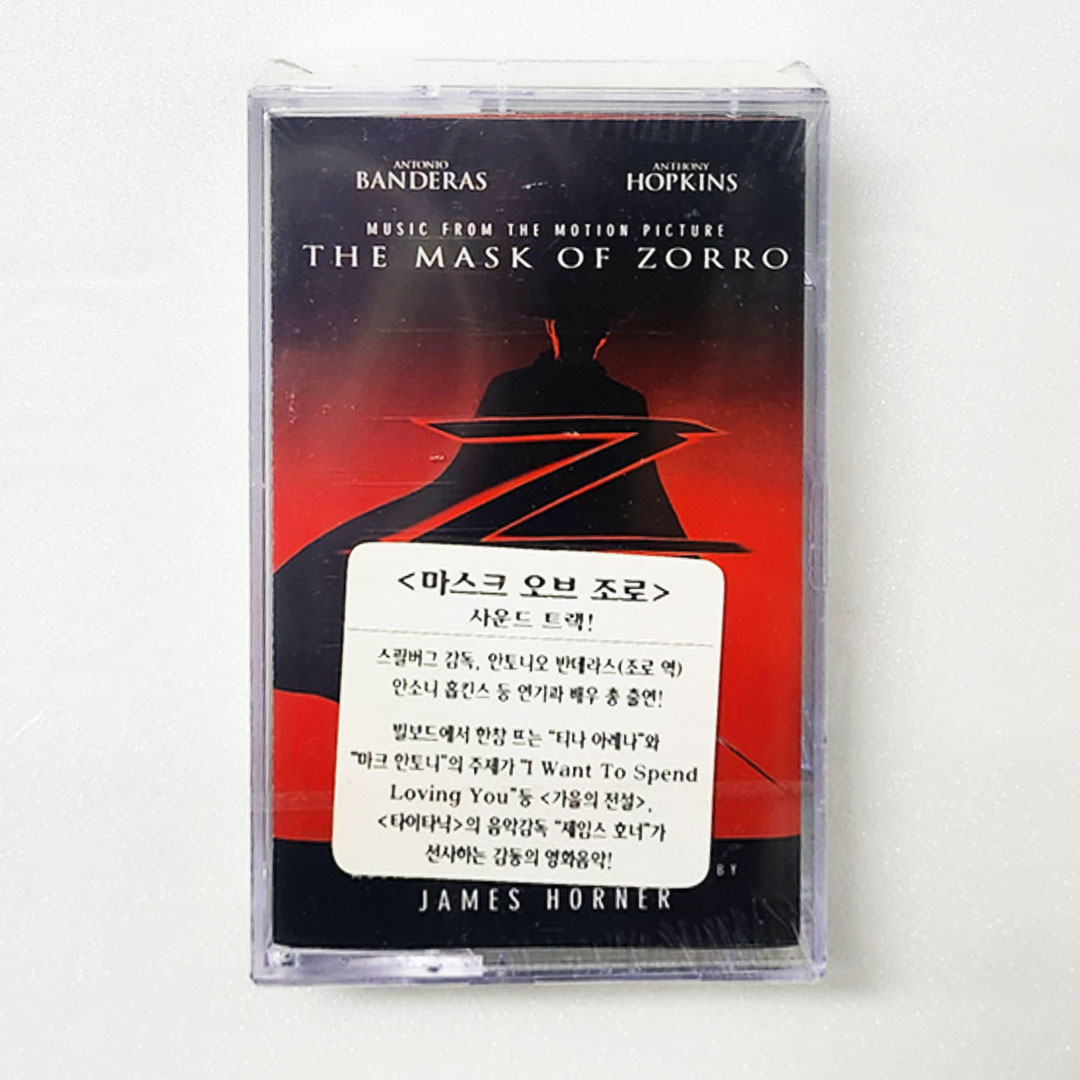 ANTONIO
BANDERAS
ANTHONY
HOPKINS
MUSIC FROM THE MOTION PICTURE
THE MASK OF ZORRO
Z
<마스크 오브 조로>
사운드 트랙!
스필버그 감독, 안토니오 반데라스(조로 역)
안소니 홉킨스 등 연기파 배우 총 출연!
빌보드에서 한참 뜨는 "티나 아레나"와
"마크 안토니"의 주제가 "I Want To Spend
Loving You"등 <가을의 전설>,
<타이타닉>의 음악감독 "제임스 호너"가
선사하는 감동의 영화음악!
BY
JAMES HORNER